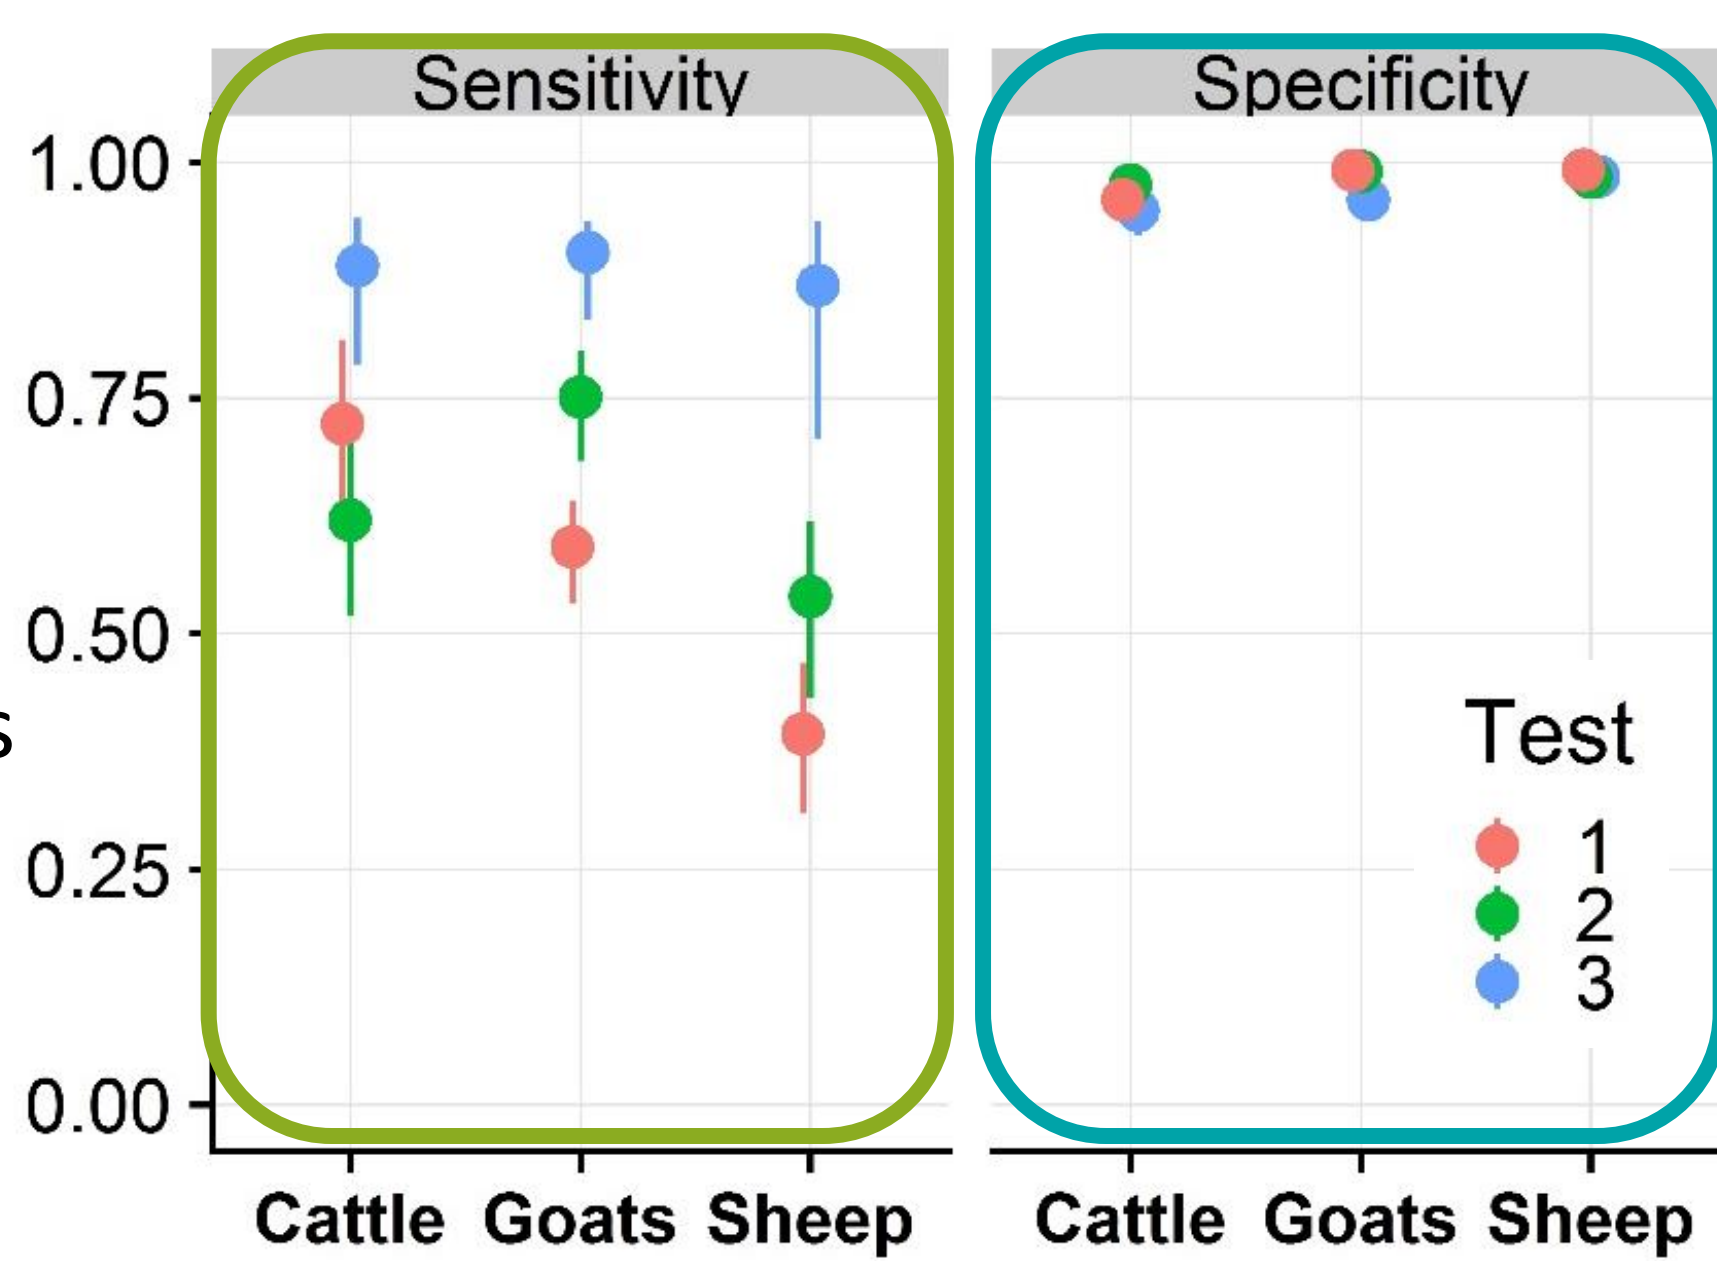 Sensitivity Specificity
1.00
0.75
0.50
s
0.25
0.00
Test
1
2
3
Cattle Goats Sheep Cattle Goats Sheep